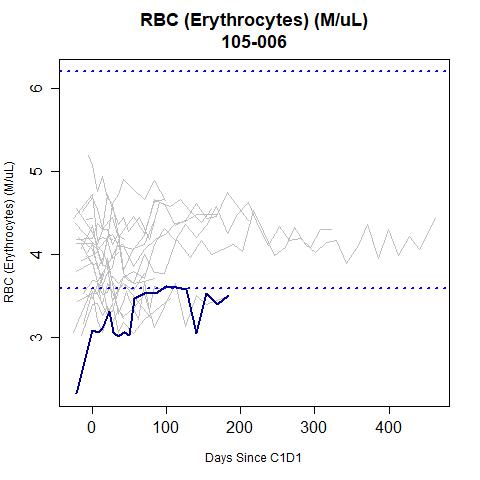 RBC (Erythrocytes) (M/uL)
105-006
RBC (Erythrocytes) (M/uL)
6
5
4
3
0 100 200 300 400
Days Since C1D1